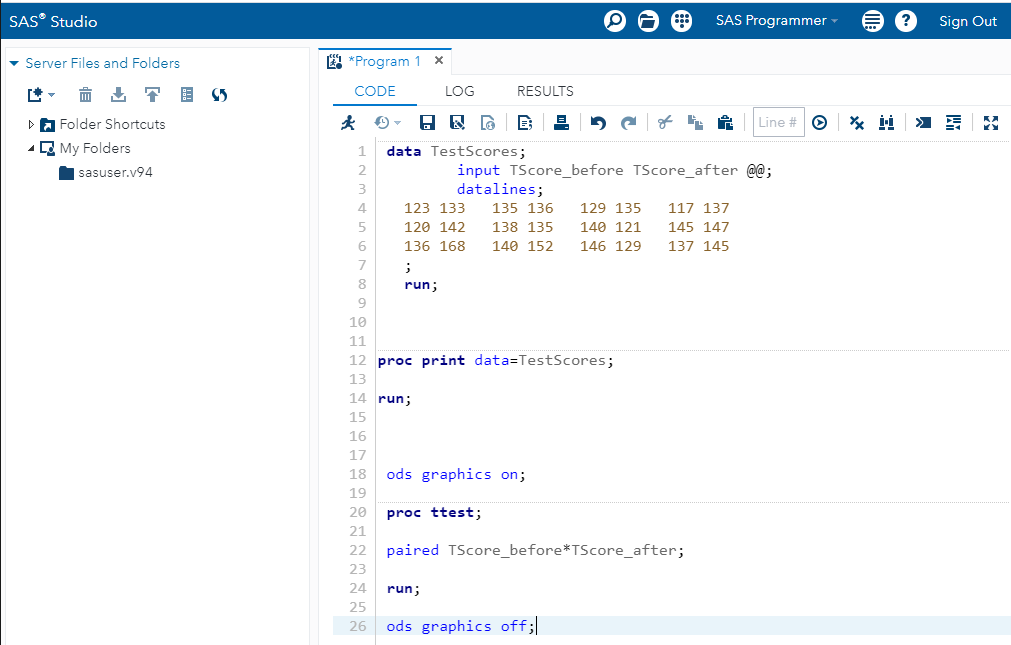 SAS® Studio
SAS Programmer
Sign Out
Server Files and Folders
Folder Shortcuts
My Folders
sasuser.v94
*Program 1
CODE LOG RESULTS
Line #
1 data TestScores;
2 input TScore_before TScore_after @@;
3 datalines;
4 123 133 135 136 129 135 117 137
5 120 142 138 135 140 121 145 147
6 136 168 140 152 146 129 137 145
7 ;
8 run;
9
10
11
12 proc print data=TestScores;
13
14 run;
15
16
17
18 ods graphics on;
19
20 proc ttest;
21
22 paired TScore_before*TScore_after;
23
24 run;
25
26 ods graphics off;